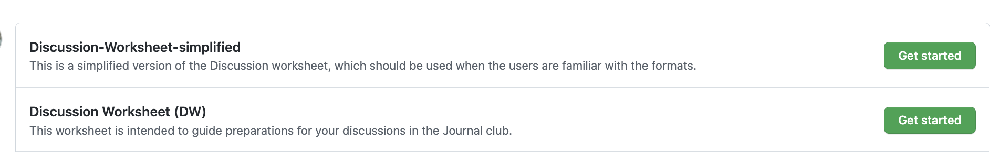 Discussion-Worksheet-simplified
This is a simplified version of the Discussion worksheet, which should be used when the users are familiar with the formats.
Get started
Discussion Worksheet (DW)
This worksheet is intended to guide preparations for your discussions in the Journal club.
Get started